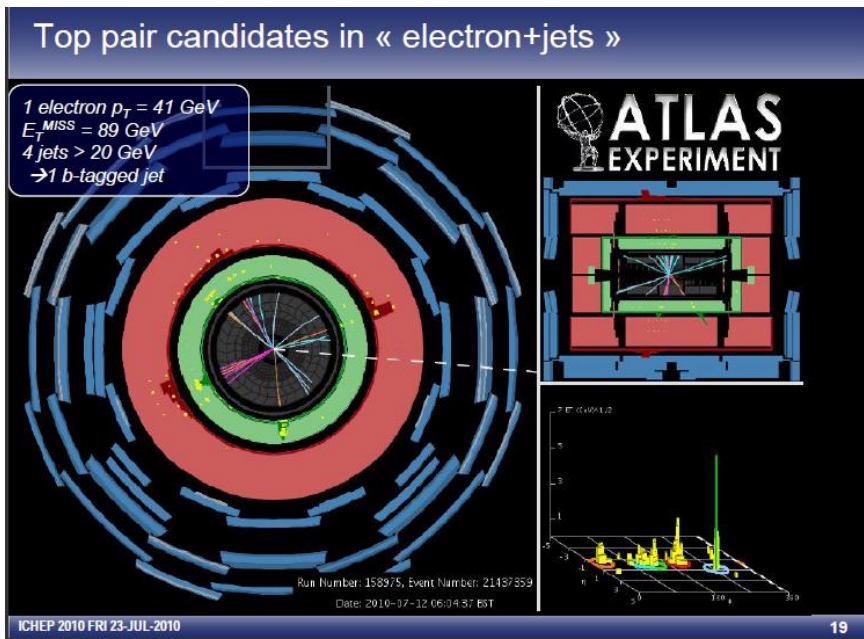 Top pair candidates in « electron+jets »
1 electron pT = 41 GeV
ETMISS = 89 GeV
4 jets > 20 GeV
→1 b-tagged jet
ATLAS
EXPERIMENT
Run Number: 158975, Event Number: 21437359
Date: 2010-07-12 06:04:37 BST
ICHEP 2010 FRI 23-JUL-2010
19